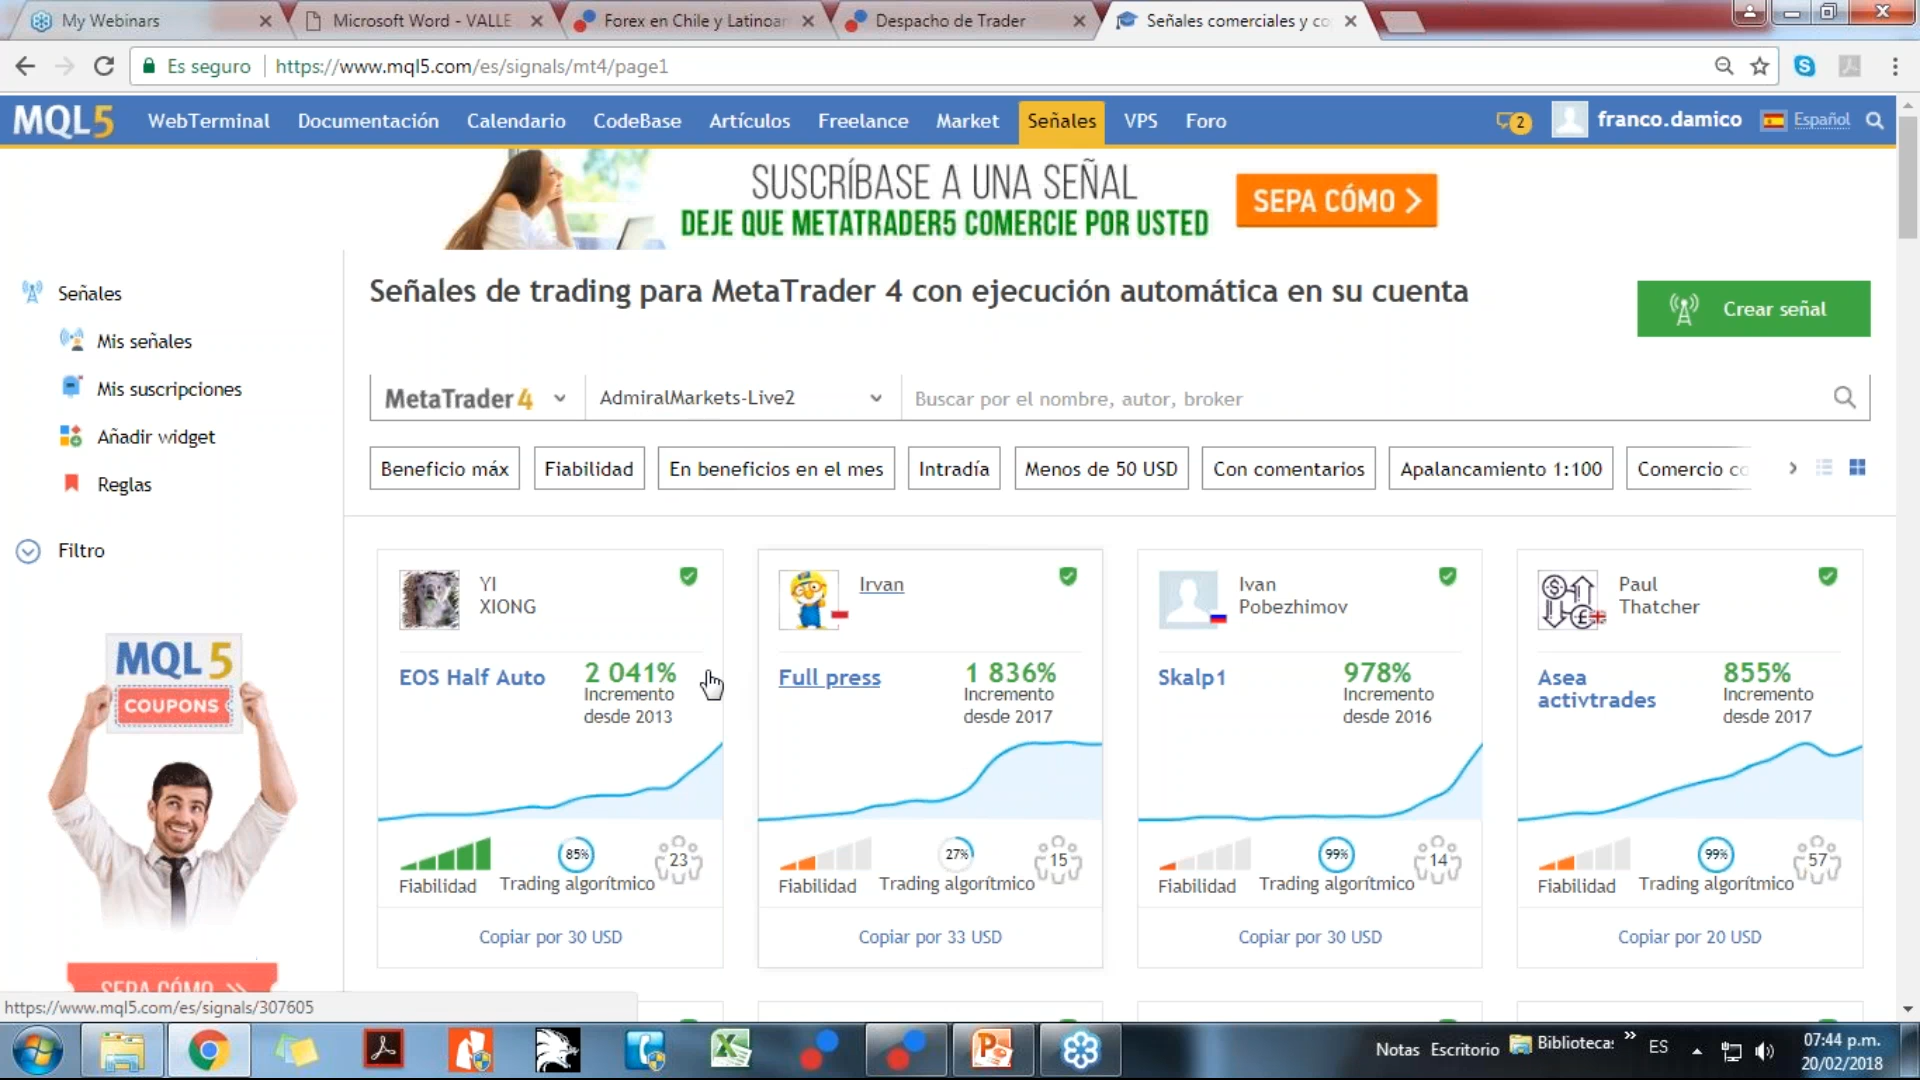 My Webinars
Microsoft Word - VALLE
Forex en Chile y Latinoar
Despacho de Trader
Señales comerciales y co
Es seguro
https://www.mql5.com/es/signals/mt4/page1
MQL5
WebTerminal
Documentación
Calendario
CodeBase
Artículos
Freelance
Market
Señales
VPS
Foro
2
franco.damico
Español
SUSCRÍBASE A UNA SEÑAL
DEJE QUE METATRADER5 COMERCIE POR USTED
SEPA CÓMO >
Señales
Mis señales
Mis suscripciones
Añadir widget
Reglas
Filtro
MQL5
COUPONS
SEPA CÓMO »
Señales de trading para MetaTrader 4 con ejecución automática en su cuenta
Crear señal
MetaTrader 4
AdmiralMarkets-Live2
Buscar por el nombre, autor, broker
Beneficio máx
Fiabilidad
En beneficios en el mes
Intradía
Menos de 50 USD
Con comentarios
Apalancamiento 1:100
Comercio co
YI
XIONG
EOS Half Auto
2 041%
Incremento
desde 2013
Fiabilidad
85%
Trading algorítmico
23
Copiar por 30 USD
Irvan
Full press
1 836%
Incremento
desde 2017
Fiabilidad
27%
Trading algorítmico
15
Copiar por 33 USD
Ivan
Pobezhimov
Skalp1
978%
Incremento
desde 2016
Fiabilidad
99%
Trading algorítmico
14
Copiar por 30 USD
Paul
Thatcher
Asea
activtrades
855%
Incremento
desde 2017
Fiabilidad
99%
Trading algorítmico
57
Copiar por 20 USD
https://www.mql5.com/es/signals/307605
Notas
Escritorio
Bibliotecas
ES
07:44 p.m.
20/02/2018